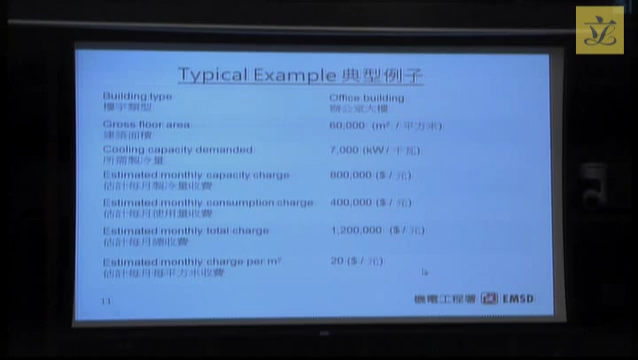 Typical Example 典型例子
Building type Office building
樓宇類型 辦公室大樓
Gross floor area 60,000 (m² / 平方米)
建築面積
Cooling capacity demanded 7,000 (kW / 千瓦)
所需製冷量
Estimated monthly capacity charge 800,000 ($ / 元)
估計每月製冷量收費
Estimated monthly consumption charge 400,000 ($ / 元)
估計每月使用量收費
Estimated monthly total charge 1,200,000 ($ / 元)
估計每月總收費
Estimated monthly charge per m² 20 ($ / 元)
估計每月每平方米收費
11 機電工程署 EMSD